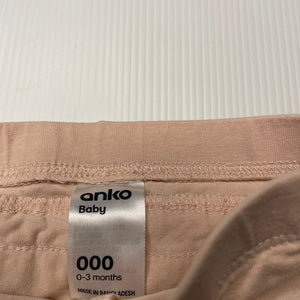 anko
Baby
000
0-3 months
MADE IN BANGLADESH